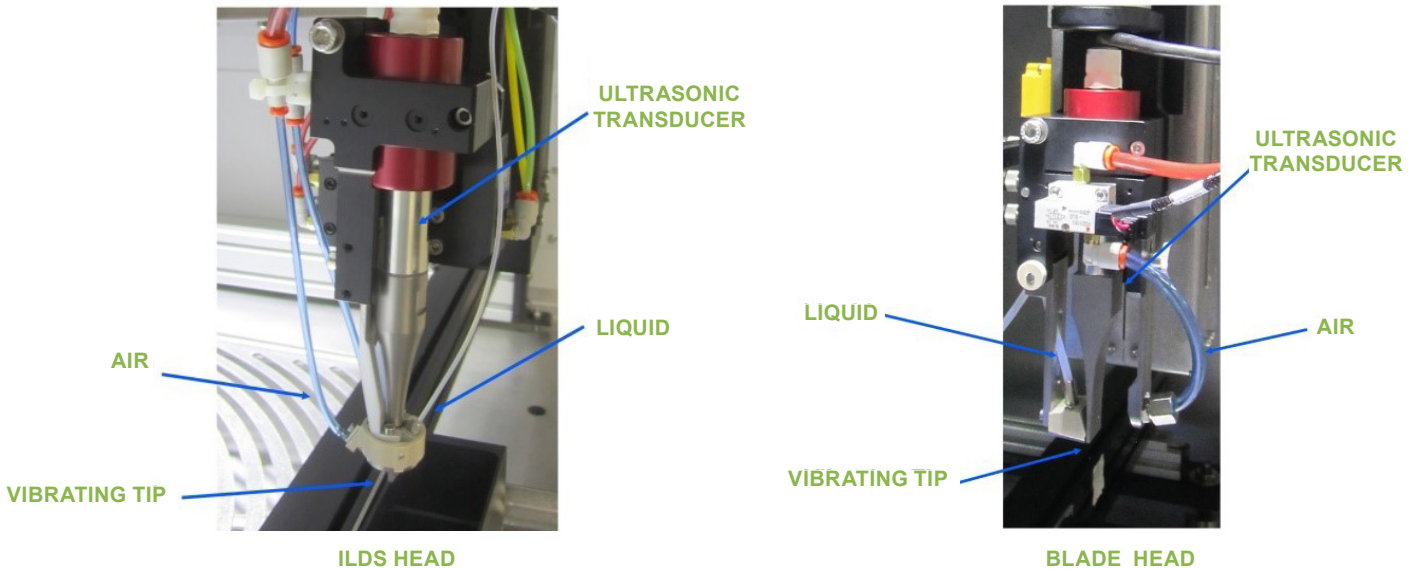 ULTRASONIC
TRANSDUCER
LIQUID
AIR
VIBRATING TIP
ILDS HEAD
ULTRASONIC
TRANSDUCER
LIQUID
AIR
VIBRATING TIP
BLADE HEAD